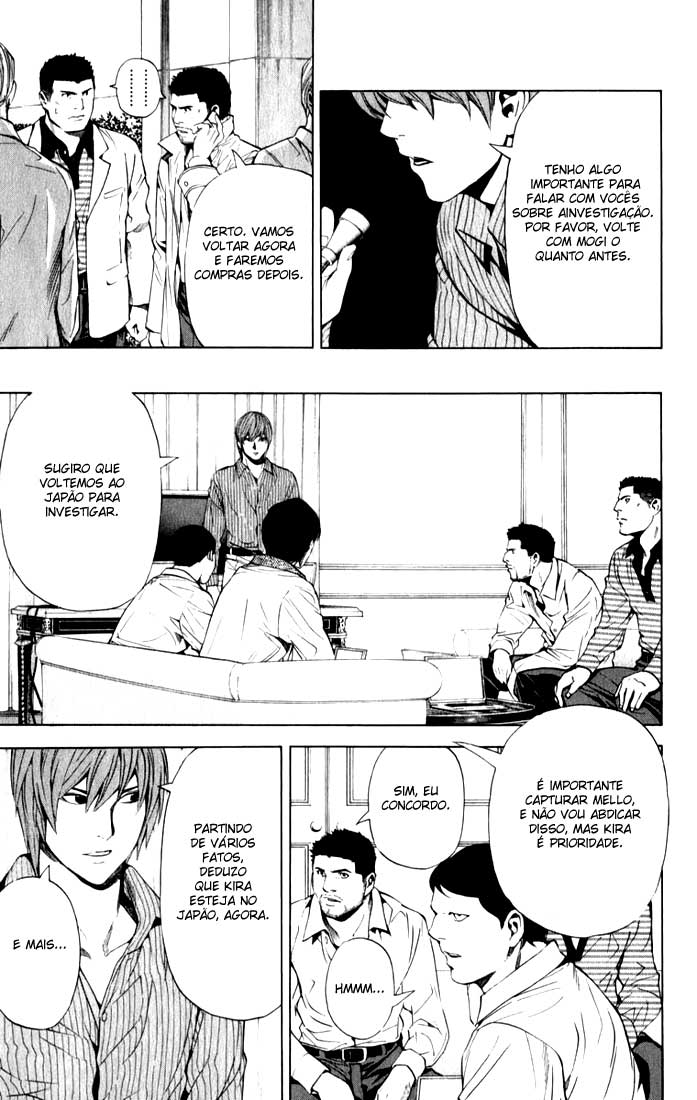 TENHO ALGO
IMPORTANTE PARA
FALAR COM VOCÊS
SOBRE AINVESTIGAÇÃO.
POR FAVOR, VOLTE
COM MOGI O
QUANTO ANTES.
CERTO. VAMOS
VOLTAR AGORA
E FAREMOS
COMPRAS DEPOIS.
SUGIRO QUE
VOLTEMOS AO
JAPÃO PARA
INVESTIGAR.
É IMPORTANTE
CAPTURAR MELLO,
E NÃO VOU ABDICAR
DISSO, MAS KIRA
É PRIORIDADE.
SIM, EU
CONCORDO.
HMMM...
PARTINDO
DE VÁRIOS
FATOS,
DEDUZO
QUE KIRA
ESTEJA NO
JAPÃO, AGORA.
E MAIS...